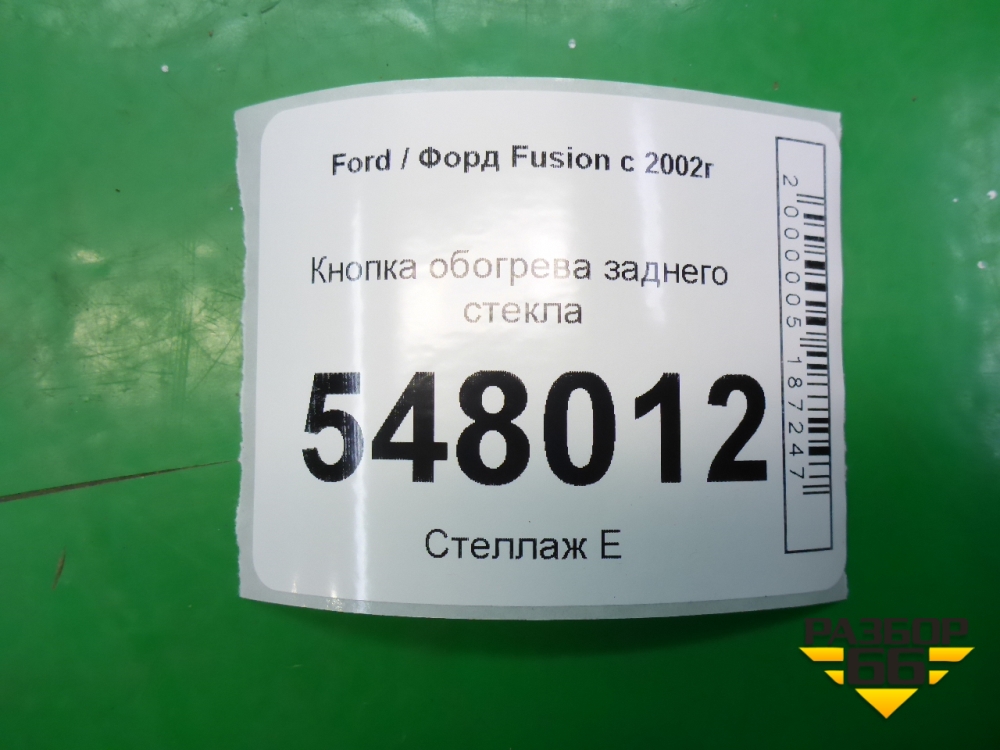 Ford / Форд Fusion с 2002г
Кнопка обогрева заднего
стекла
548012
Стеллаж Е
2000005187247
РАЗБОР
66